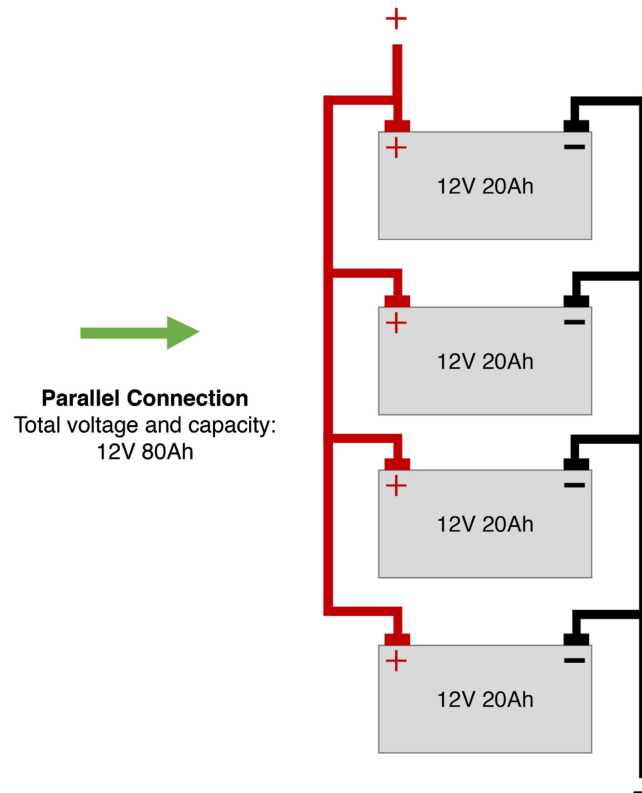 +
+ −
12V 20Ah
+ −
12V 20Ah
Parallel Connection
Total voltage and capacity:
12V 80Ah
+ −
12V 20Ah
+ −
12V 20Ah
−